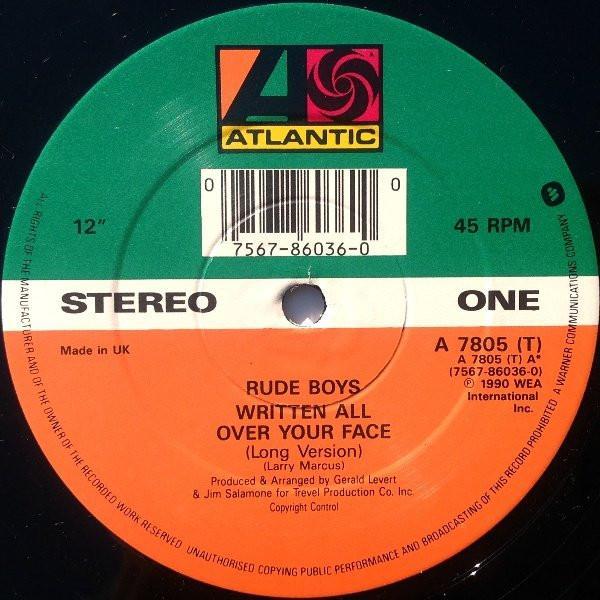 ATLANTIC
0 0
7567-86036-0
12"
45 RPM
STEREO
ONE
Made in UK
A 7805 (T)
A 7805 (T) A*
(7567-86036-0)
℗ 1990 WEA
International
Inc.
RUDE BOYS
WRITTEN ALL
OVER YOUR FACE
(Long Version)
(Larry Marcus)
Produced & Arranged by Gerald Levert
& Jim Salamone for Trevel Production Co. Inc.
Copyright Control
ALL RIGHTS OF THE MANUFACTURER AND OF THE OWNER OF THE RECORDED WORK RESERVED UNAUTHORISED COPYING PUBLIC PERFORMANCE AND BROADCASTING OF THIS RECORD PROHIBITED A WARNER COMMUNICATIONS COMPANY